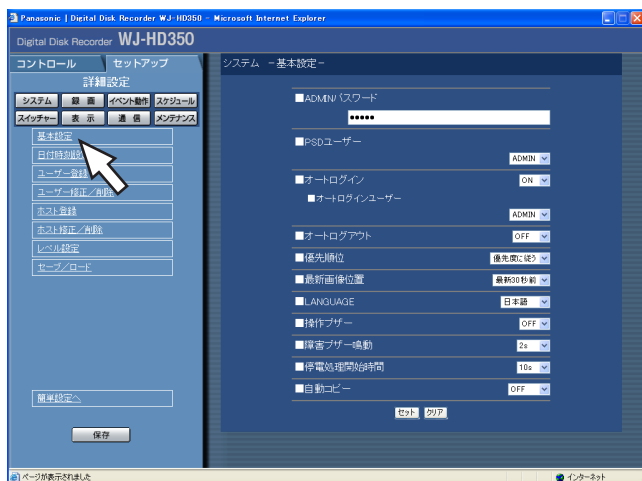 Panasonic | Digital Disk Recorder WJ-HD350 - Microsoft Internet Explorer
Digital Disk Recorder WJ-HD350
コントロール セットアップ
詳細設定
システム 録 画 イベント動作 スケジュール
スイッチャー 表 示 通 信 メンテナンス
基本設定
日付時刻設
ユーザー登録
ユーザー修正／削除
ホスト登録
ホスト修正／削除
レベル設定
セーブ／ロード
簡単設定へ
保存
システム －基本設定－
■ADMINパスワード
●●●●●
■PSDユーザー
ADMIN
■オートログイン ON
■オートログインユーザー
ADMIN
■オートログアウト OFF
■優先順位 優先度に従う
■最新画像位置 最新30秒前
■LANGUAGE 日本語
■操作ブザー OFF
■障害ブザー鳴動 2s
■停電処理開始時間 10s
■自動コピー OFF
セット クリア
ページが表示されました インターネット